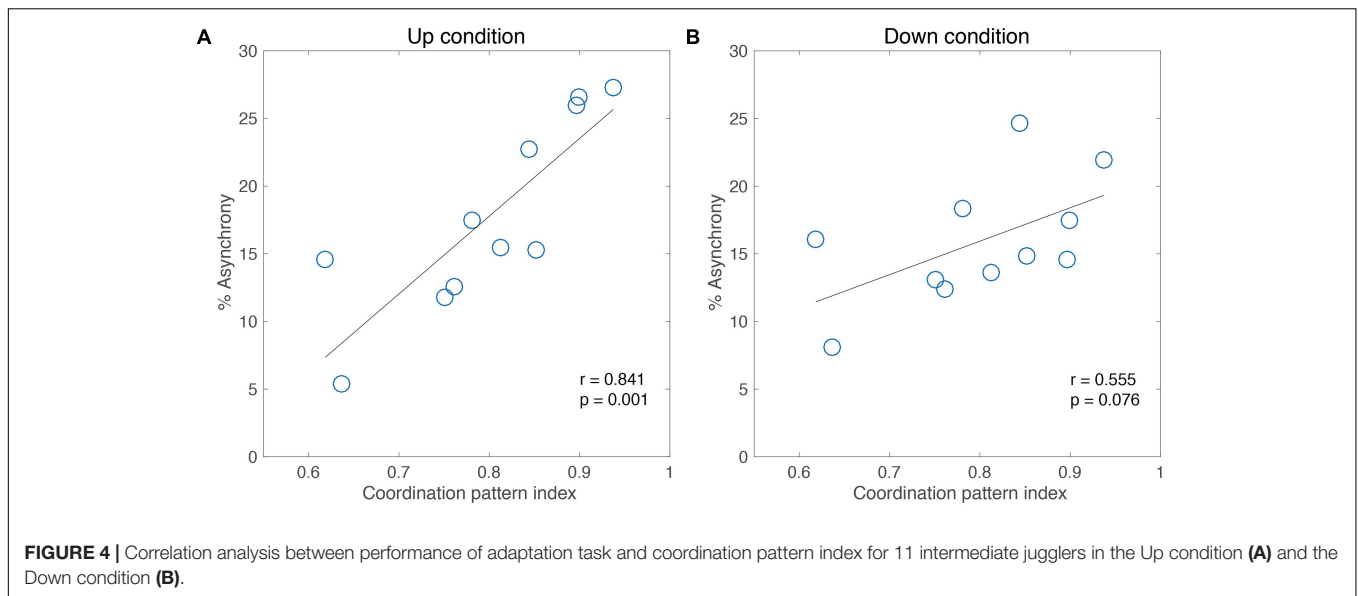 A
Up condition
30
25
20
15
10
5
0
% Asynchrony
0.6 0.7 0.8 0.9 1
Coordination pattern index
r = 0.841
p = 0.001
B
Down condition
30
25
20
15
10
5
0
% Asynchrony
0.6 0.7 0.8 0.9 1
Coordination pattern index
r = 0.555
p = 0.076
FIGURE 4 | Correlation analysis between performance of adaptation task and coordination pattern index for 11 intermediate jugglers in the Up condition (A) and the
Down condition (B).